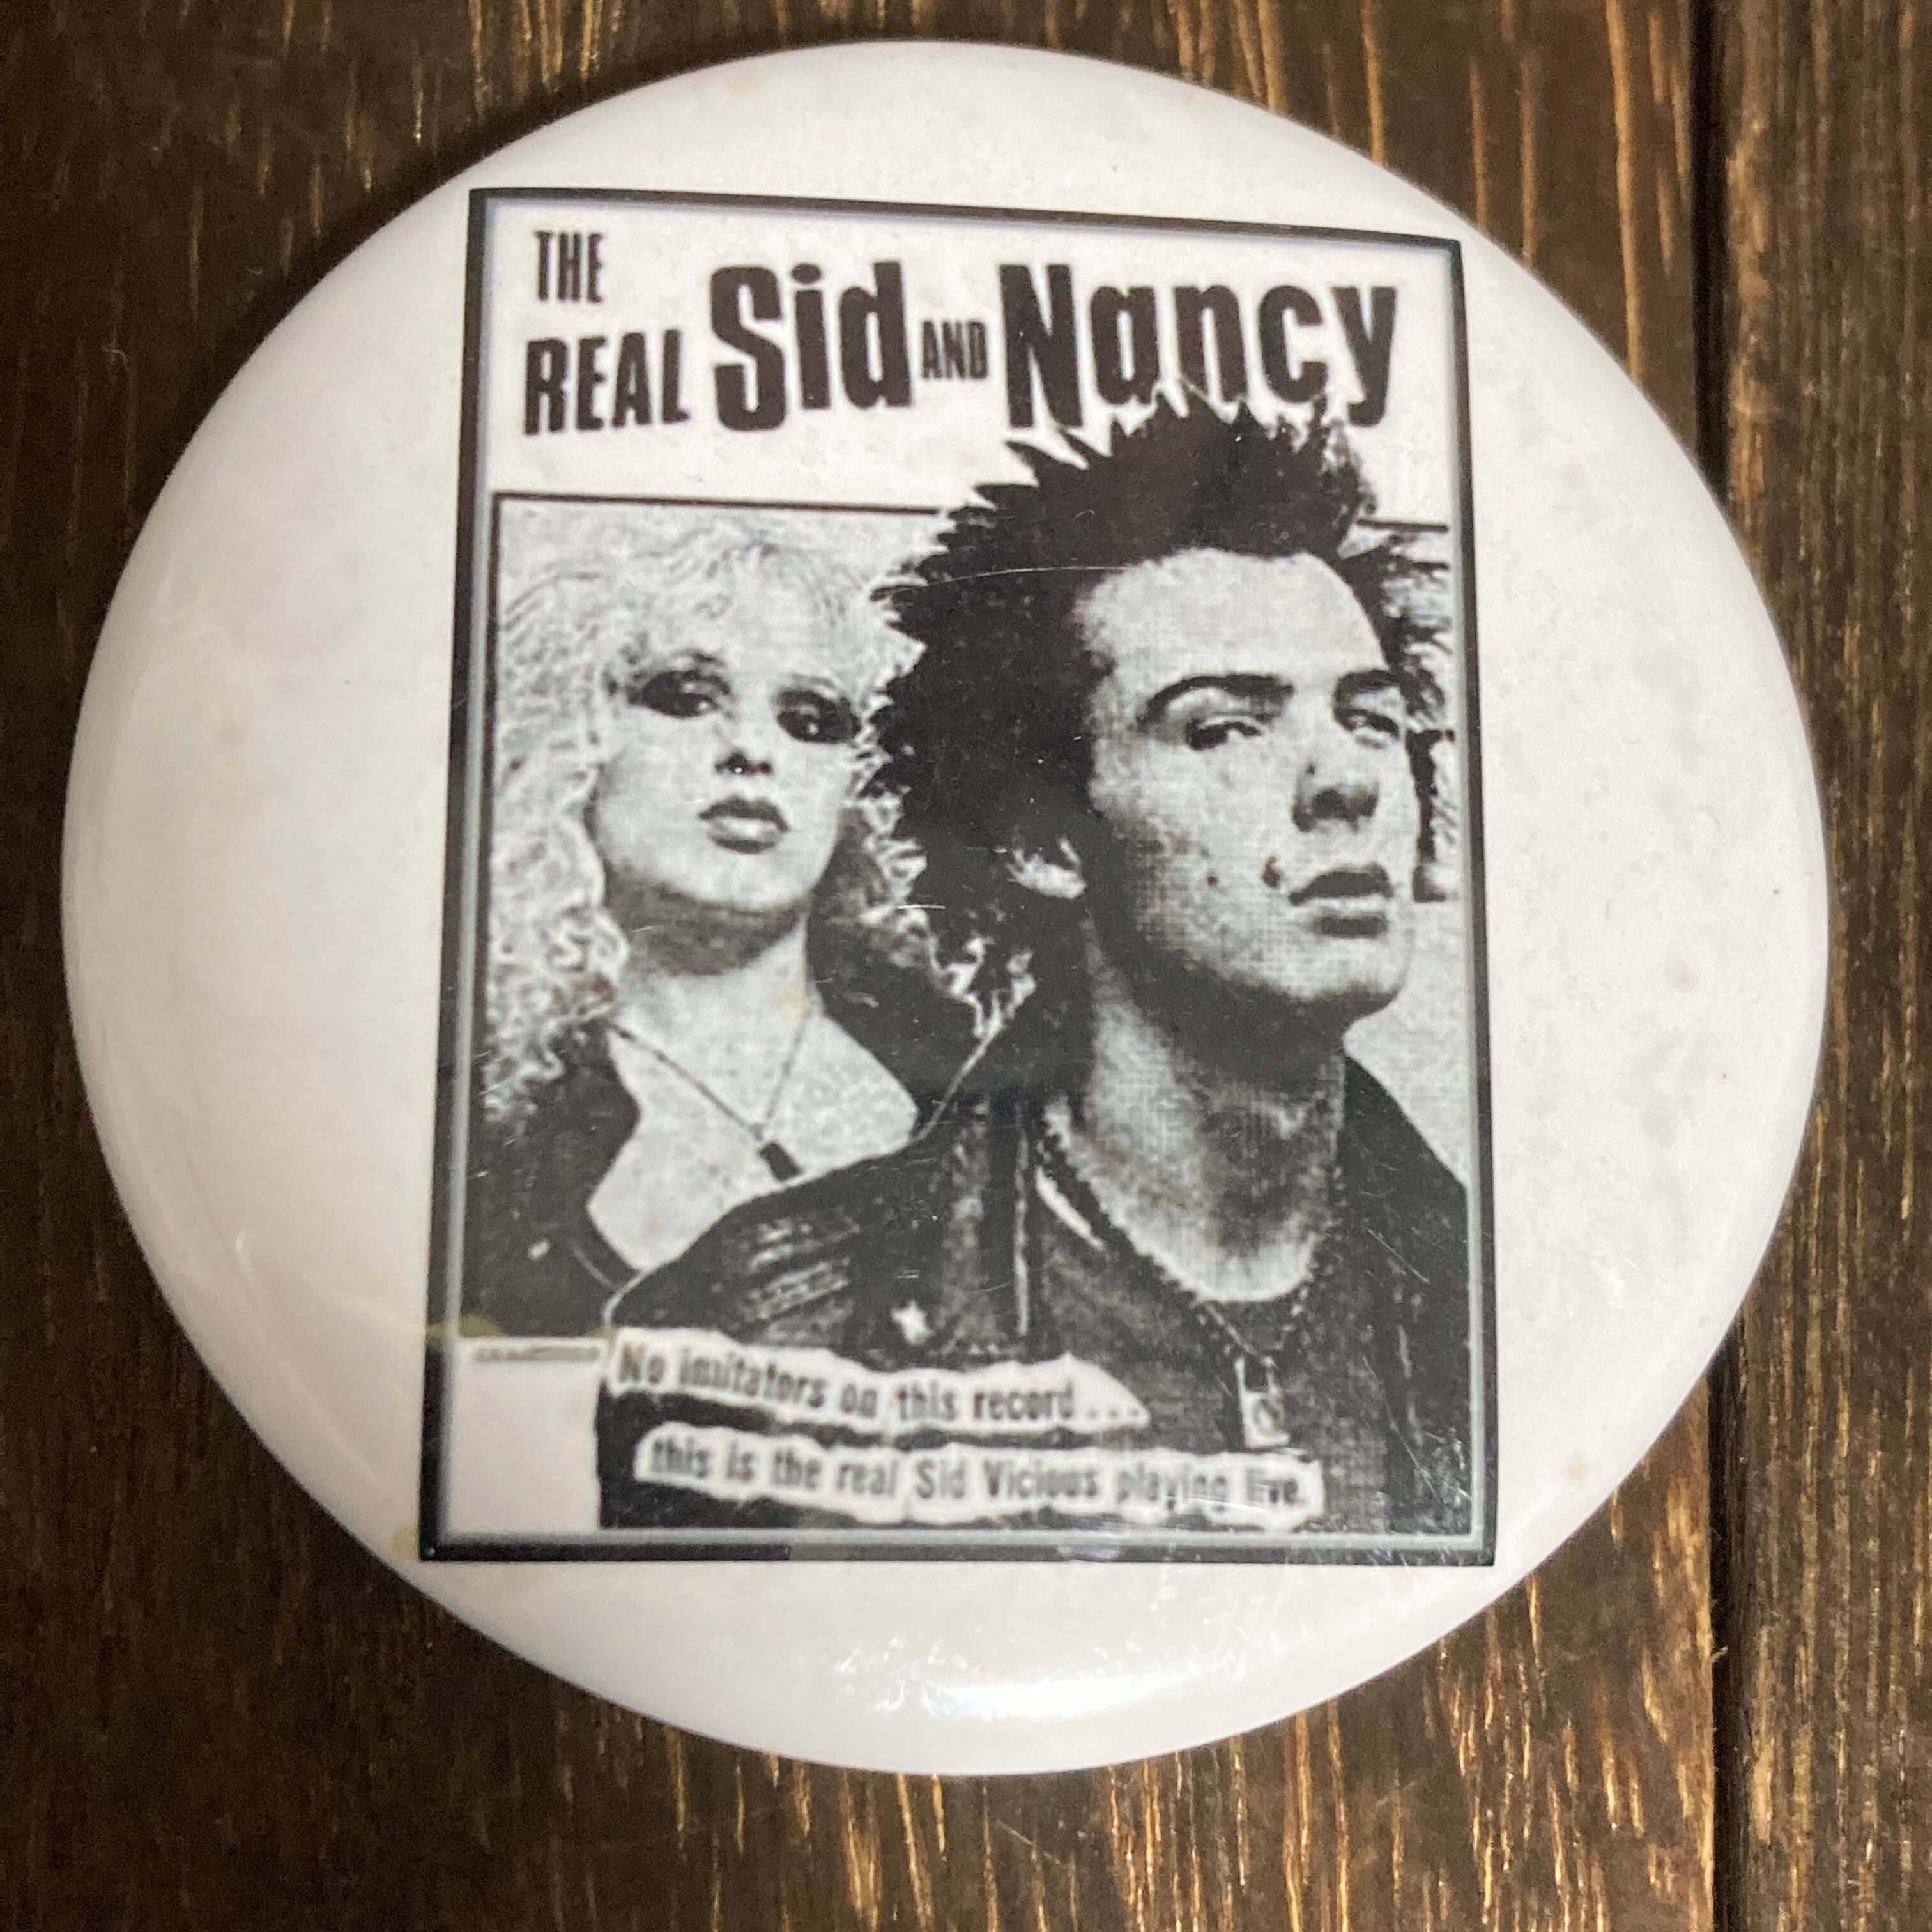 THE
REAL Sid AND Nancy
No imitators on this record...
this is the real Sid Vicious playing live.